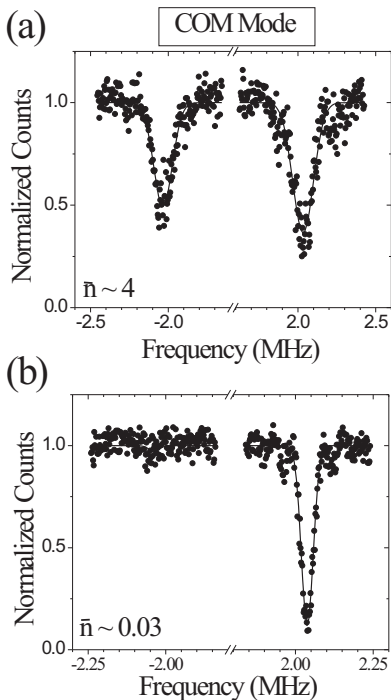 (a)
COM Mode
Normalized Counts
1.0
0.5
0.0
n̄ ~ 4
-2.5 -2.0 2.0 2.5
Frequency (MHz)
(b)
Normalized Counts
1.0
0.5
0.0
n̄ ~ 0.03
-2.25 -2.00 2.00 2.25
Frequency (MHz)